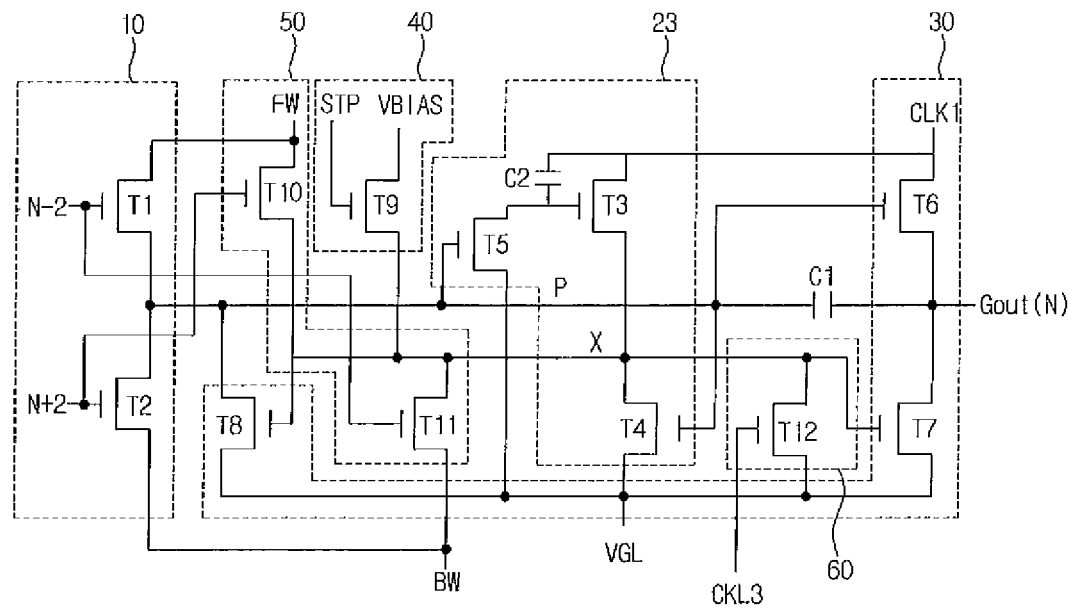 10
50
40
23
30
FW
STP
VBIAS
CLK1
C2
N-2
T1
T10
T9
T3
T6
T5
P
C1
Gout(N)
X
N+2
T2
T8
T11
T4
T12
T7
VGL
BW
CKL3
60